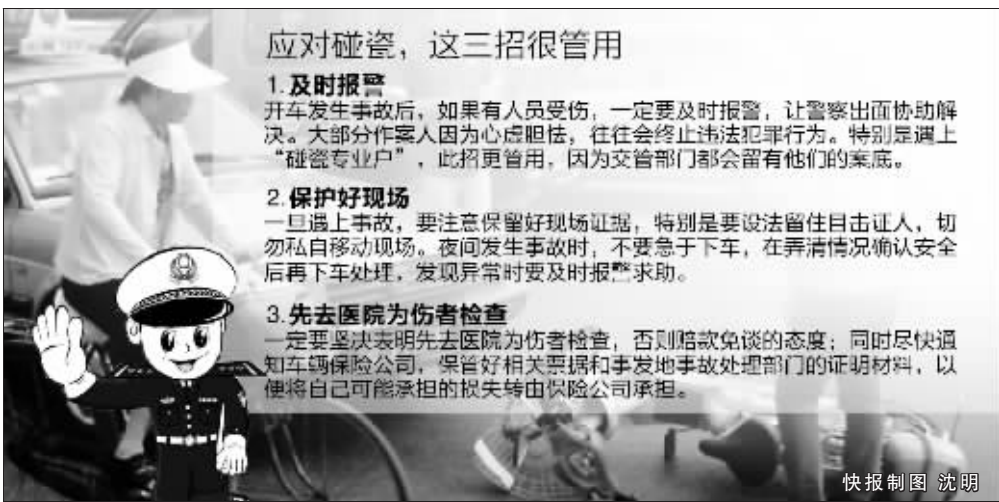 应对碰瓷，这三招很管用
1.及时报警
开车发生事故后，如果有人员受伤，一定要及时报警，让警察出面协助解
决。大部分作案人因为心虚胆怯，往往会终止违法犯罪行为。特别是遇上
“碰瓷专业户”，此招更管用，因为交管部门都会留有他们的案底。
2.保护好现场
一旦遇上事故，要注意保留好现场证据，特别是要设法留住目击证人，切
勿私自移动现场。夜间发生事故时，不要急于下车，在弄清情况确认安全
后再下车处理，发现异常时要及时报警求助。
3.先去医院为伤者检查
一定要坚决表明先去医院为伤者检查，否则赔款免谈的态度；同时尽快通
知车辆保险公司，保管好相关票据和事发地事故处理部门的证明材料，以
便将自己可能承担的损失转由保险公司承担。
快报制图 沈明